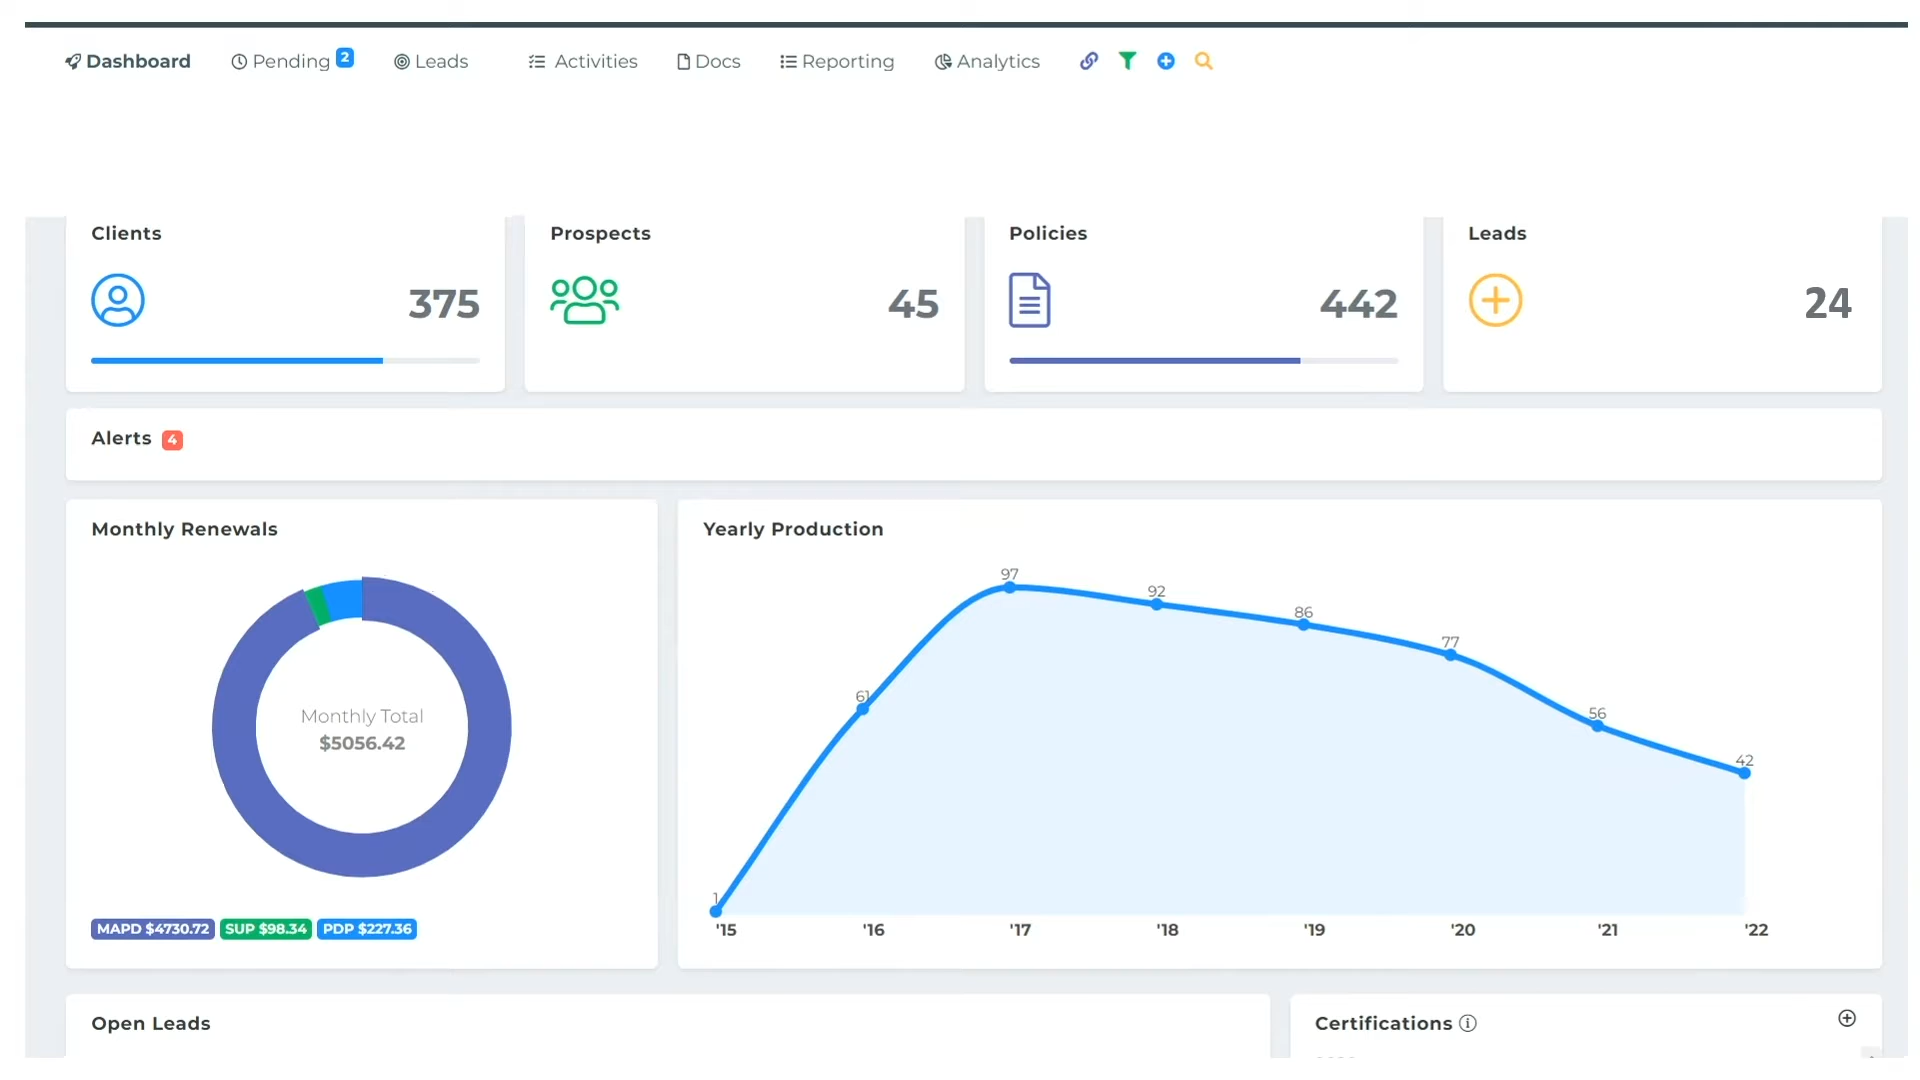 Dashboard Pending 2 Leads Activities Docs Reporting Analytics
Clients Prospects Policies Leads
375 45 442 24
Alerts 4
Monthly Renewals
Monthly Total
$5056.42
MAPD $4730.72 SUP $98.34 PDP $227.36
Yearly Production
97
92
86
77
61
56
42
1
'15 '16 '17 '18 '19 '20 '21 '22
Open Leads
Certifications